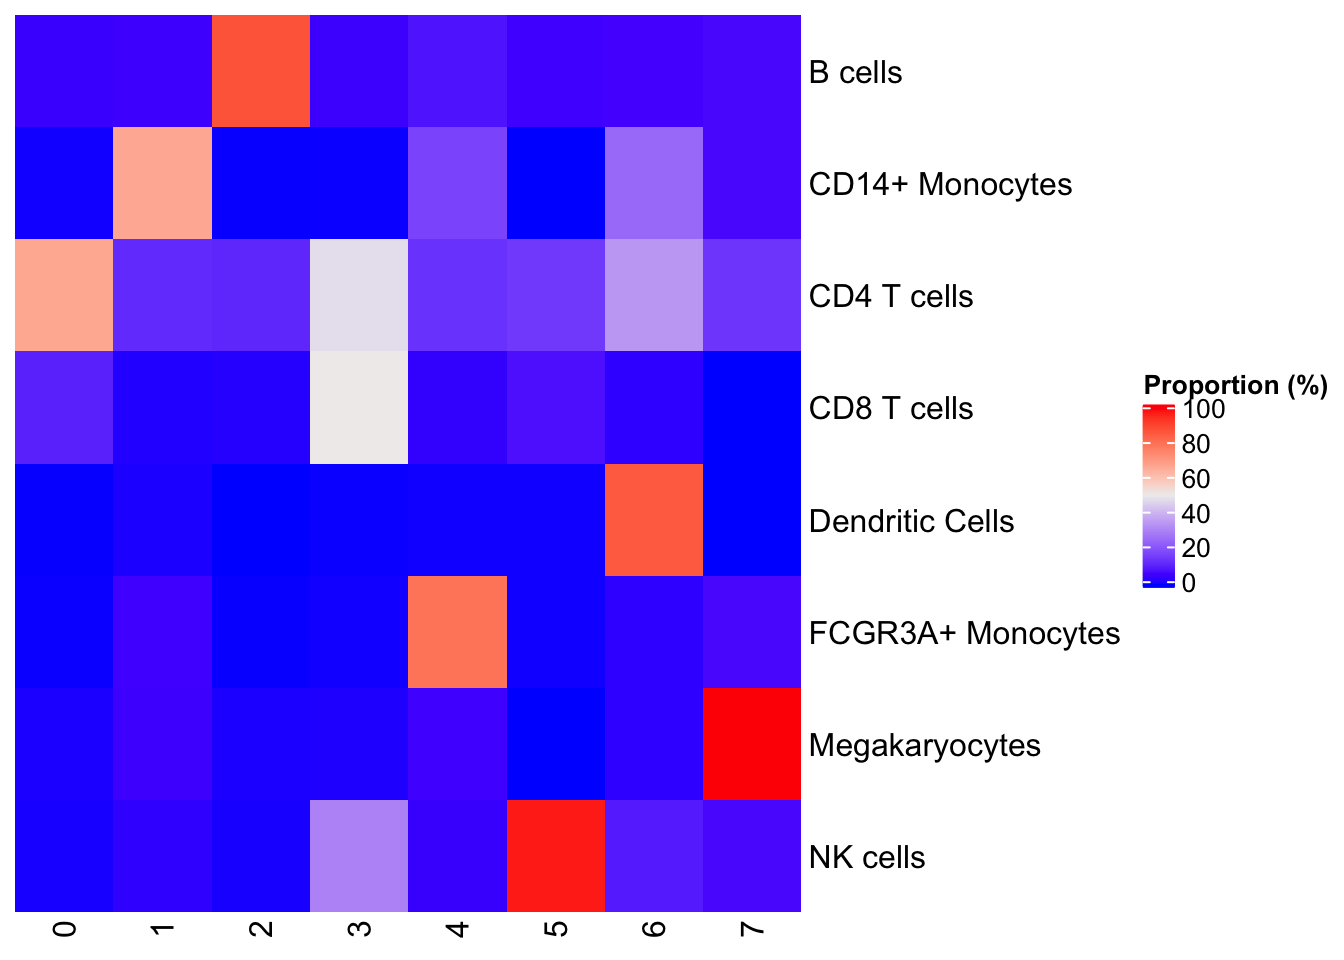 B cells
CD14+ Monocytes
CD4 T cells
CD8 T cells
Dendritic Cells
FCGR3A+ Monocytes
Megakaryocytes
NK cells
0 1 2 3 4 5 6 7
Proportion (%)
100
80
60
40
20
0